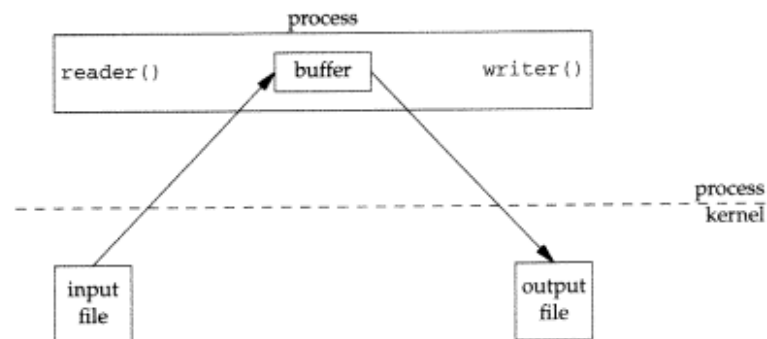 process
reader()
buffer
writer()
process
kernel
input
file
output
file